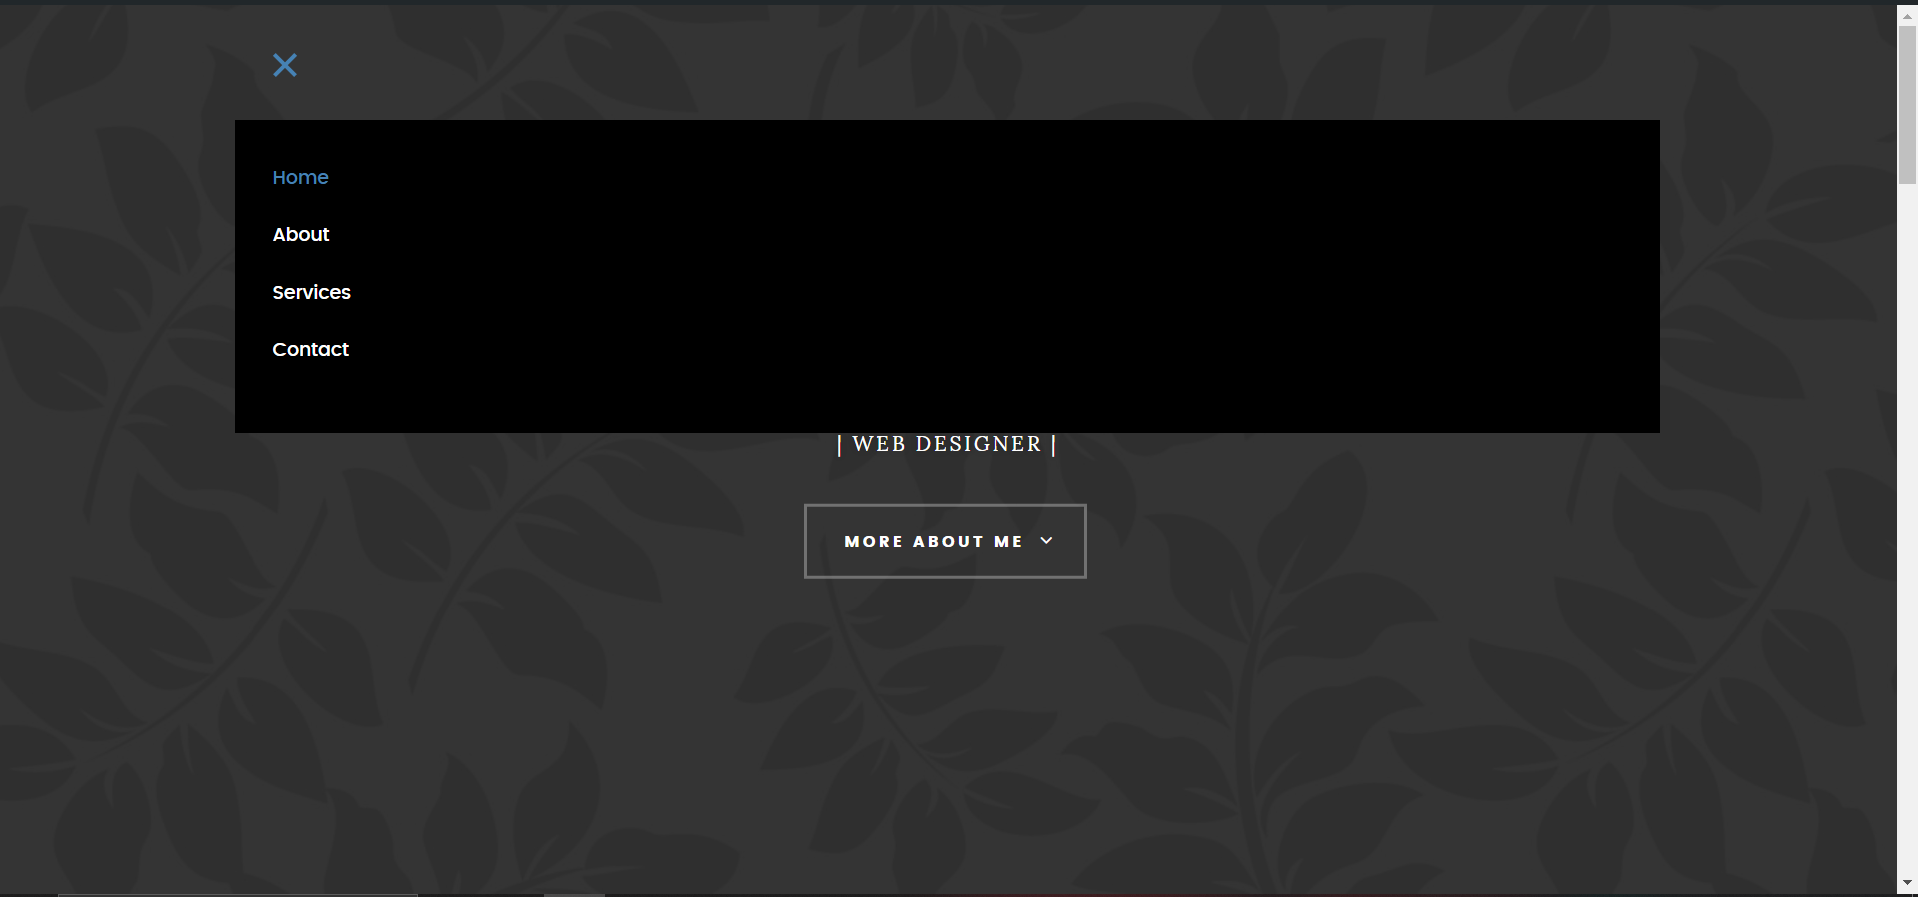 Home
About
Services
Contact
| WEB DESIGNER |
MORE ABOUT ME